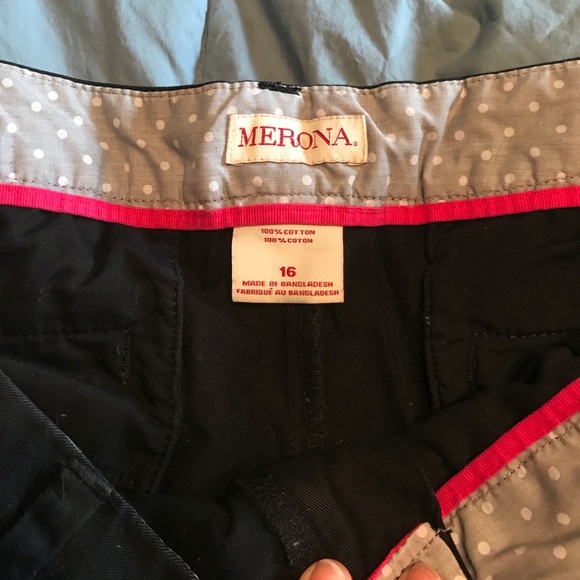 MERONA
100% COTTON
100% COTON
16
MADE IN BANGLADESH
FABRIQUÉ AU BANGLADESH